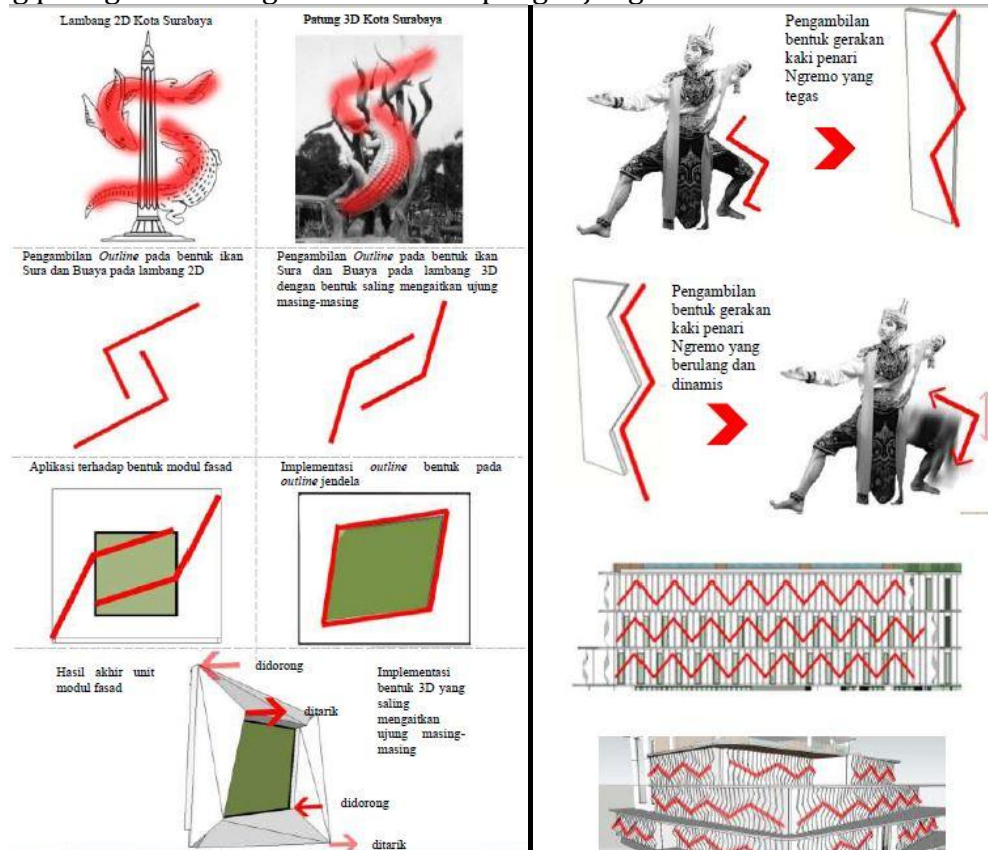 Lambang 2D Kota Surabaya
Patung 3D Kota Surabaya
Pengambilan Outline pada bentuk ikan
Sura dan Buaya pada lambang 2D
Pengambilan Outline pada bentuk ikan
Sura dan Buaya pada lambang 3D
dengan bentuk saling mengaitkan ujung
masing-masing
Aplikasi terhadap bentuk modul fasad
Implementasi outline bentuk pada
outline jendela
Hasil akhir unit
modul fasad
didorong
ditarik
Implementasi
bentuk 3D yang
saling
mengaitkan
ujung masing-
masing
didorong
ditarik
Pengambilan
bentuk gerakan
kaki penari
Ngremo yang
tegas
Pengambilan
bentuk gerakan
kaki penari
Ngremo yang
berulang dan
dinamis